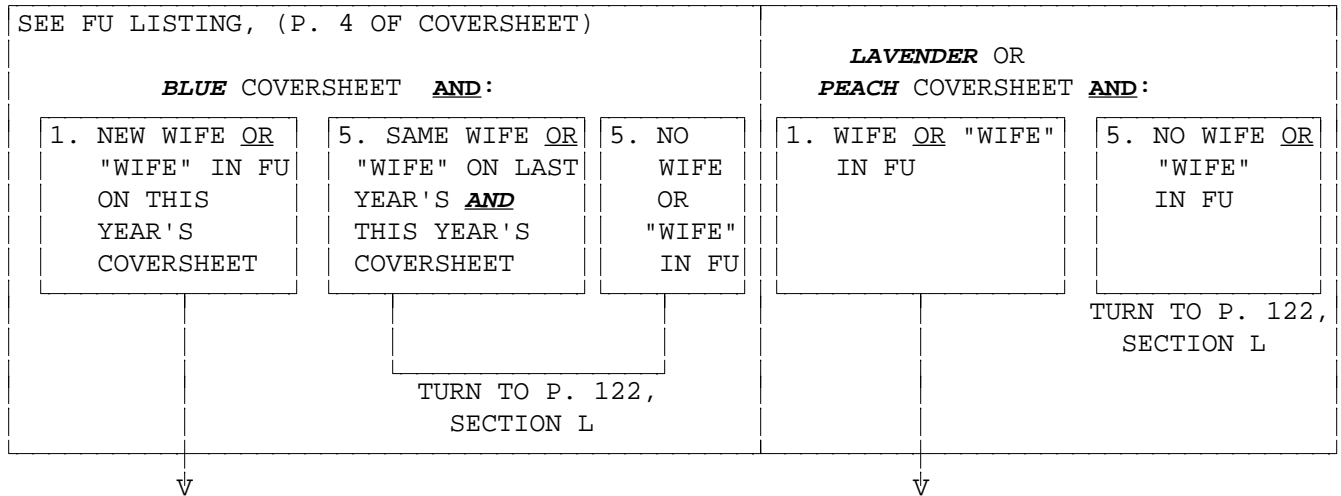 SEE FU LISTING, (P. 4 OF COVERSHEET)
BLUE COVERSHEET AND:
1. NEW WIFE OR
"WIFE" IN FU
ON THIS
YEAR'S
COVERSHEET
5. SAME WIFE OR
"WIFE" ON LAST
YEAR'S AND
THIS YEAR'S
COVERSHEET
5. NO
WIFE
OR
"WIFE"
IN FU
TURN TO P. 122,
SECTION L
LAVENDER OR
PEACH COVERSHEET AND:
1. WIFE OR "WIFE"
IN FU
5. NO WIFE OR
"WIFE"
IN FU
TURN TO P. 122,
SECTION L